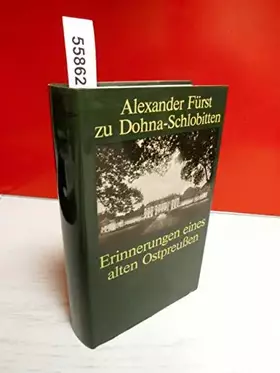 55862
Alexander Fürst
zu Dohna-Schlobitten
Erinnerungen eines
alten Ostpreußen